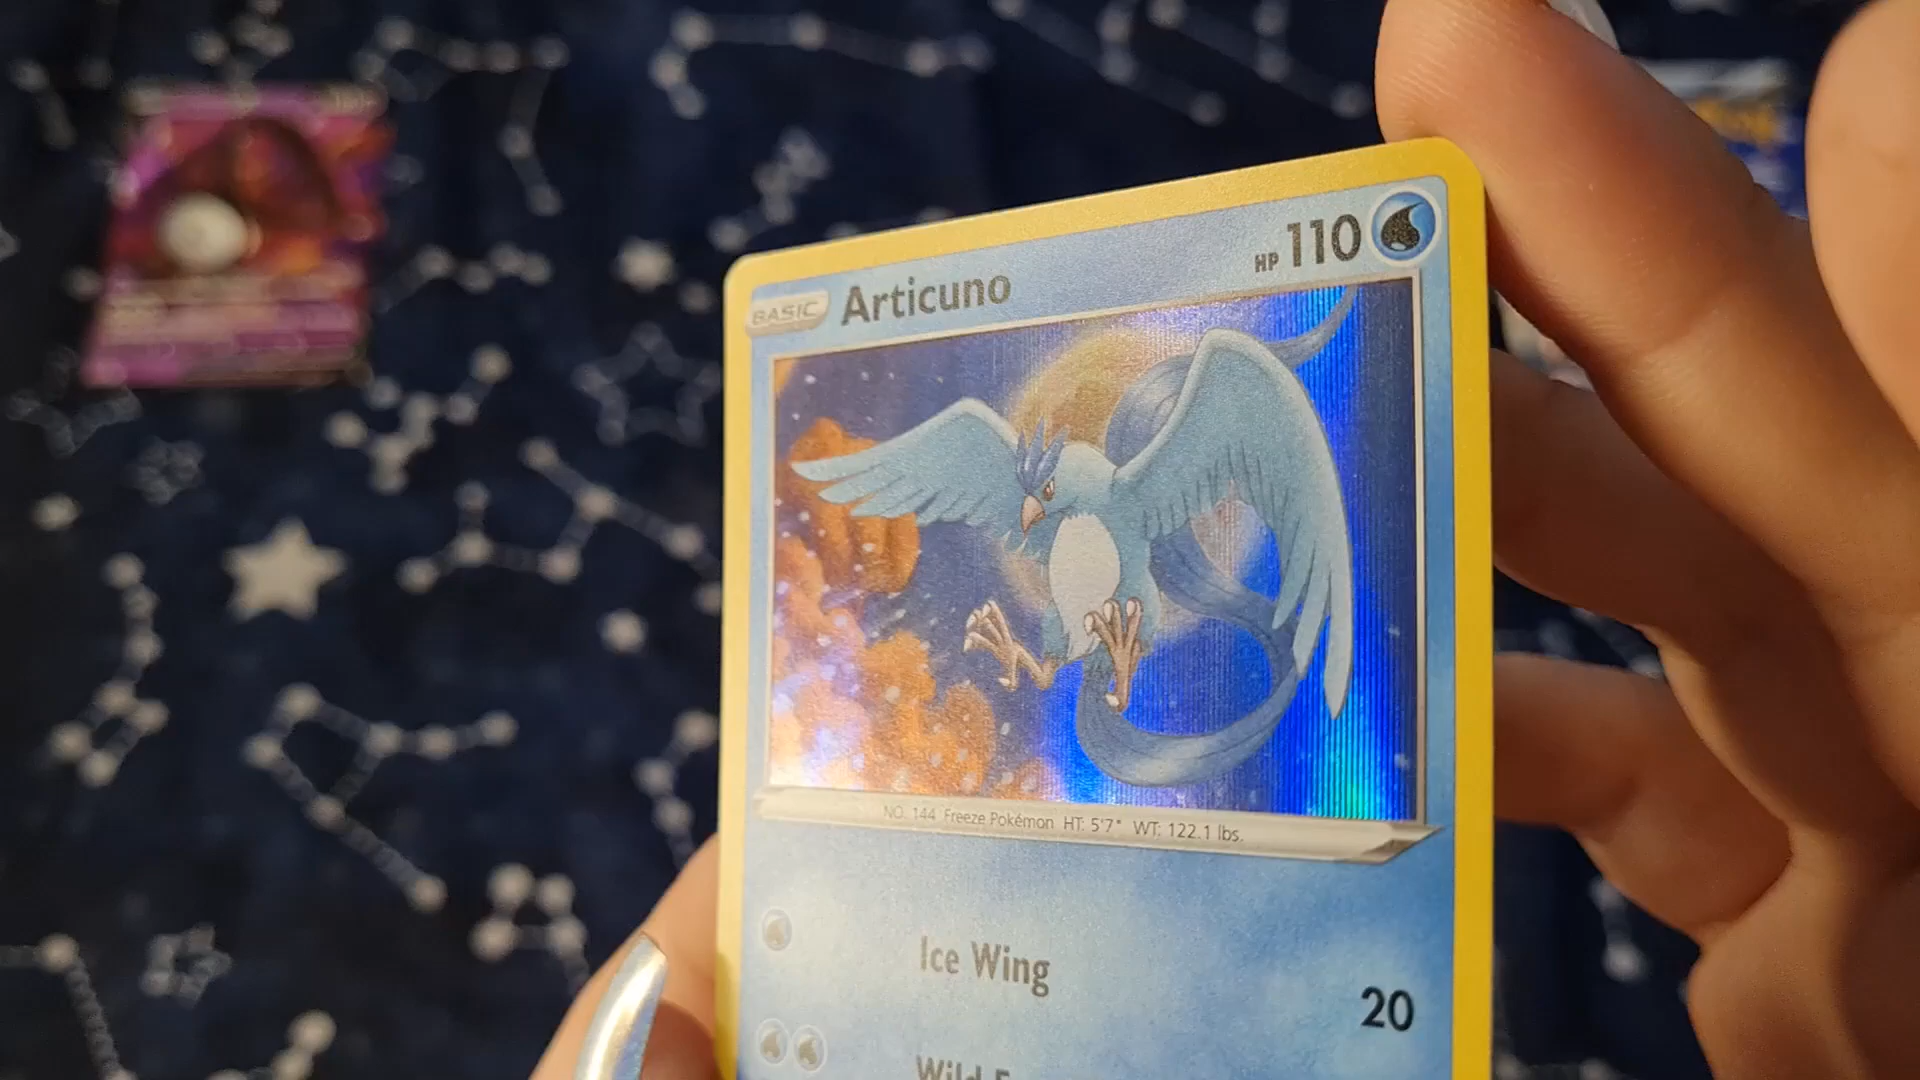 BASIC Articuno HP 110
NO. 144 Freeze Pokémon HT: 5'7" WT: 122.1 lbs.
Ice Wing
20
Wild